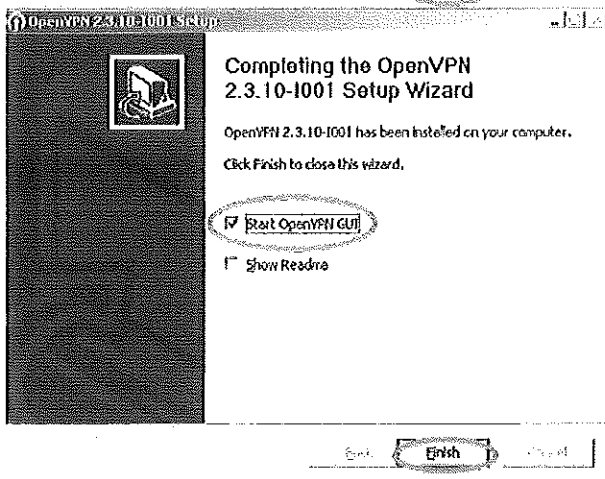 OpenVPN 2.3.10-I001 Setup
Completing the OpenVPN
2.3.10-I001 Setup Wizard
OpenVPN 2.3.10-I001 has been installed on your computer.
Click Finish to close this wizard.
Start OpenVPN GUI
Show Readme
Finish